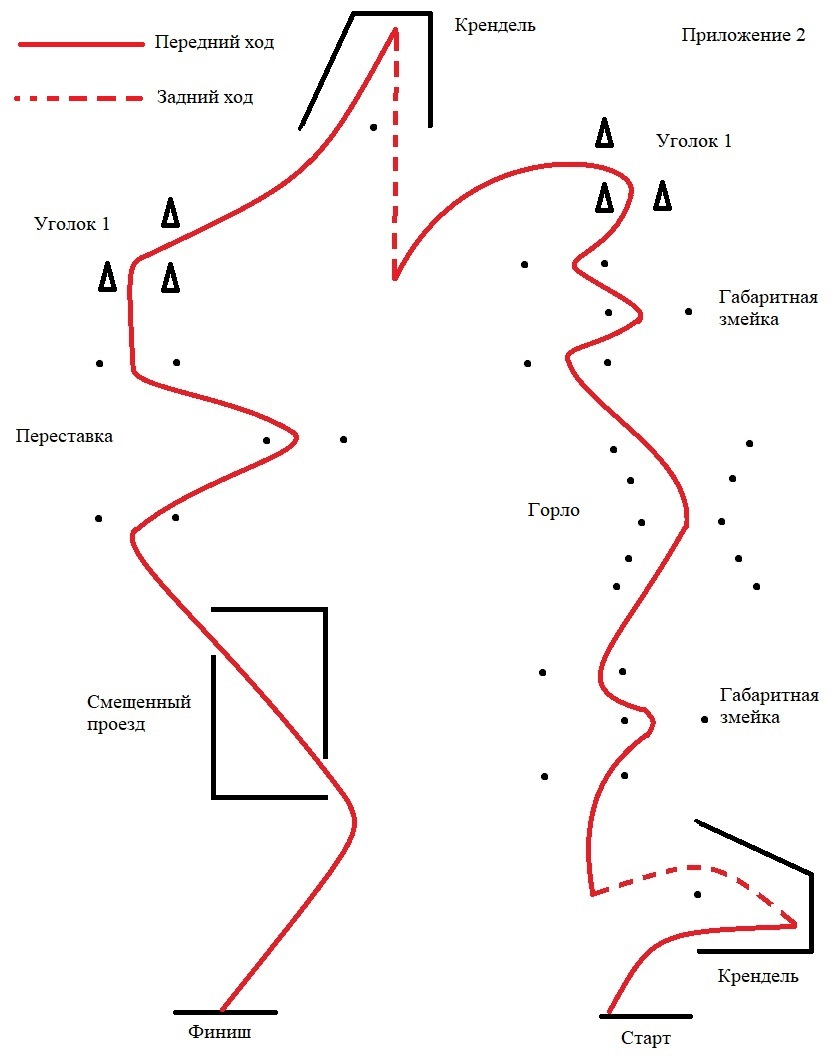 Крендель
Приложение 2
Передний ход
Задний ход
Уголок 1
Уголок 1
Габаритная
змейка
Переставка
Горло
Смещенный
проезд
Габаритная
змейка
Крендель
Финиш
Старт